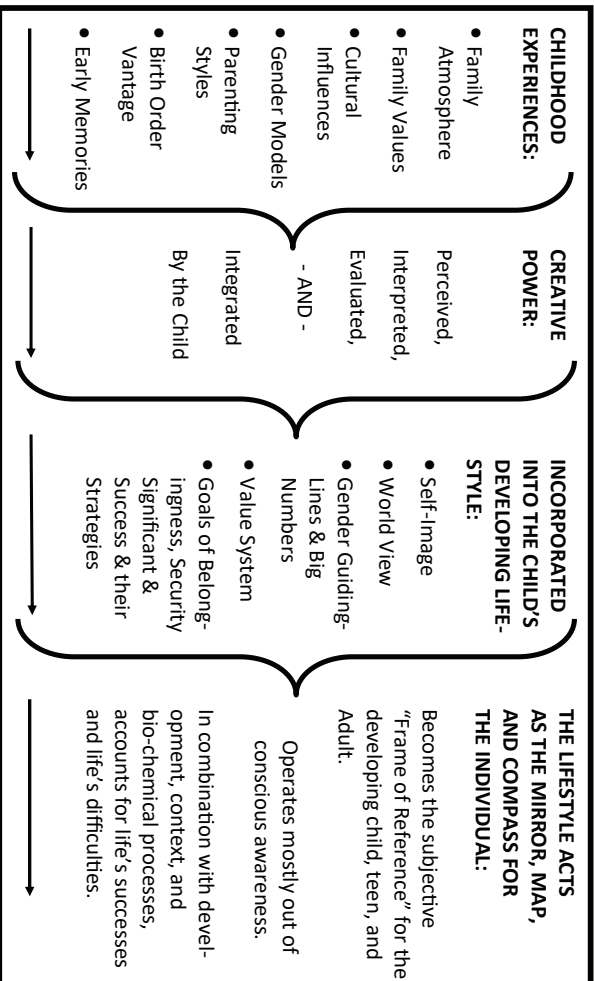 CHILDHOOD
EXPERIENCES:
• Family
Atmosphere
• Family Values
• Cultural
Influences
• Gender Models
• Parenting
Styles
• Birth Order
Vantage
• Early Memories
CREATIVE
POWER:
Perceived,
Interpreted,
Evaluated,
- AND -
Integrated
By the Child
INCORPORATED
INTO THE CHILD’S
DEVELOPING LIFE-
STYLE:
• Self-Image
• World View
• Gender Guiding-
Lines & Big
Numbers
• Value System
• Goals of Belong-
ingness, Security
Significant &
Success & their
Strategies
THE LIFESTYLE ACTS
AS THE MIRROR, MAP,
AND COMPASS FOR
THE INDIVIDUAL:
Becomes the subjective
“Frame of Reference” for the
developing child, teen, and
Adult.
Operates mostly out of
conscious awareness.
In combination with devel-
opment, context, and
bio-chemical processes,
accounts for life’s successes
and life’s difficulties.